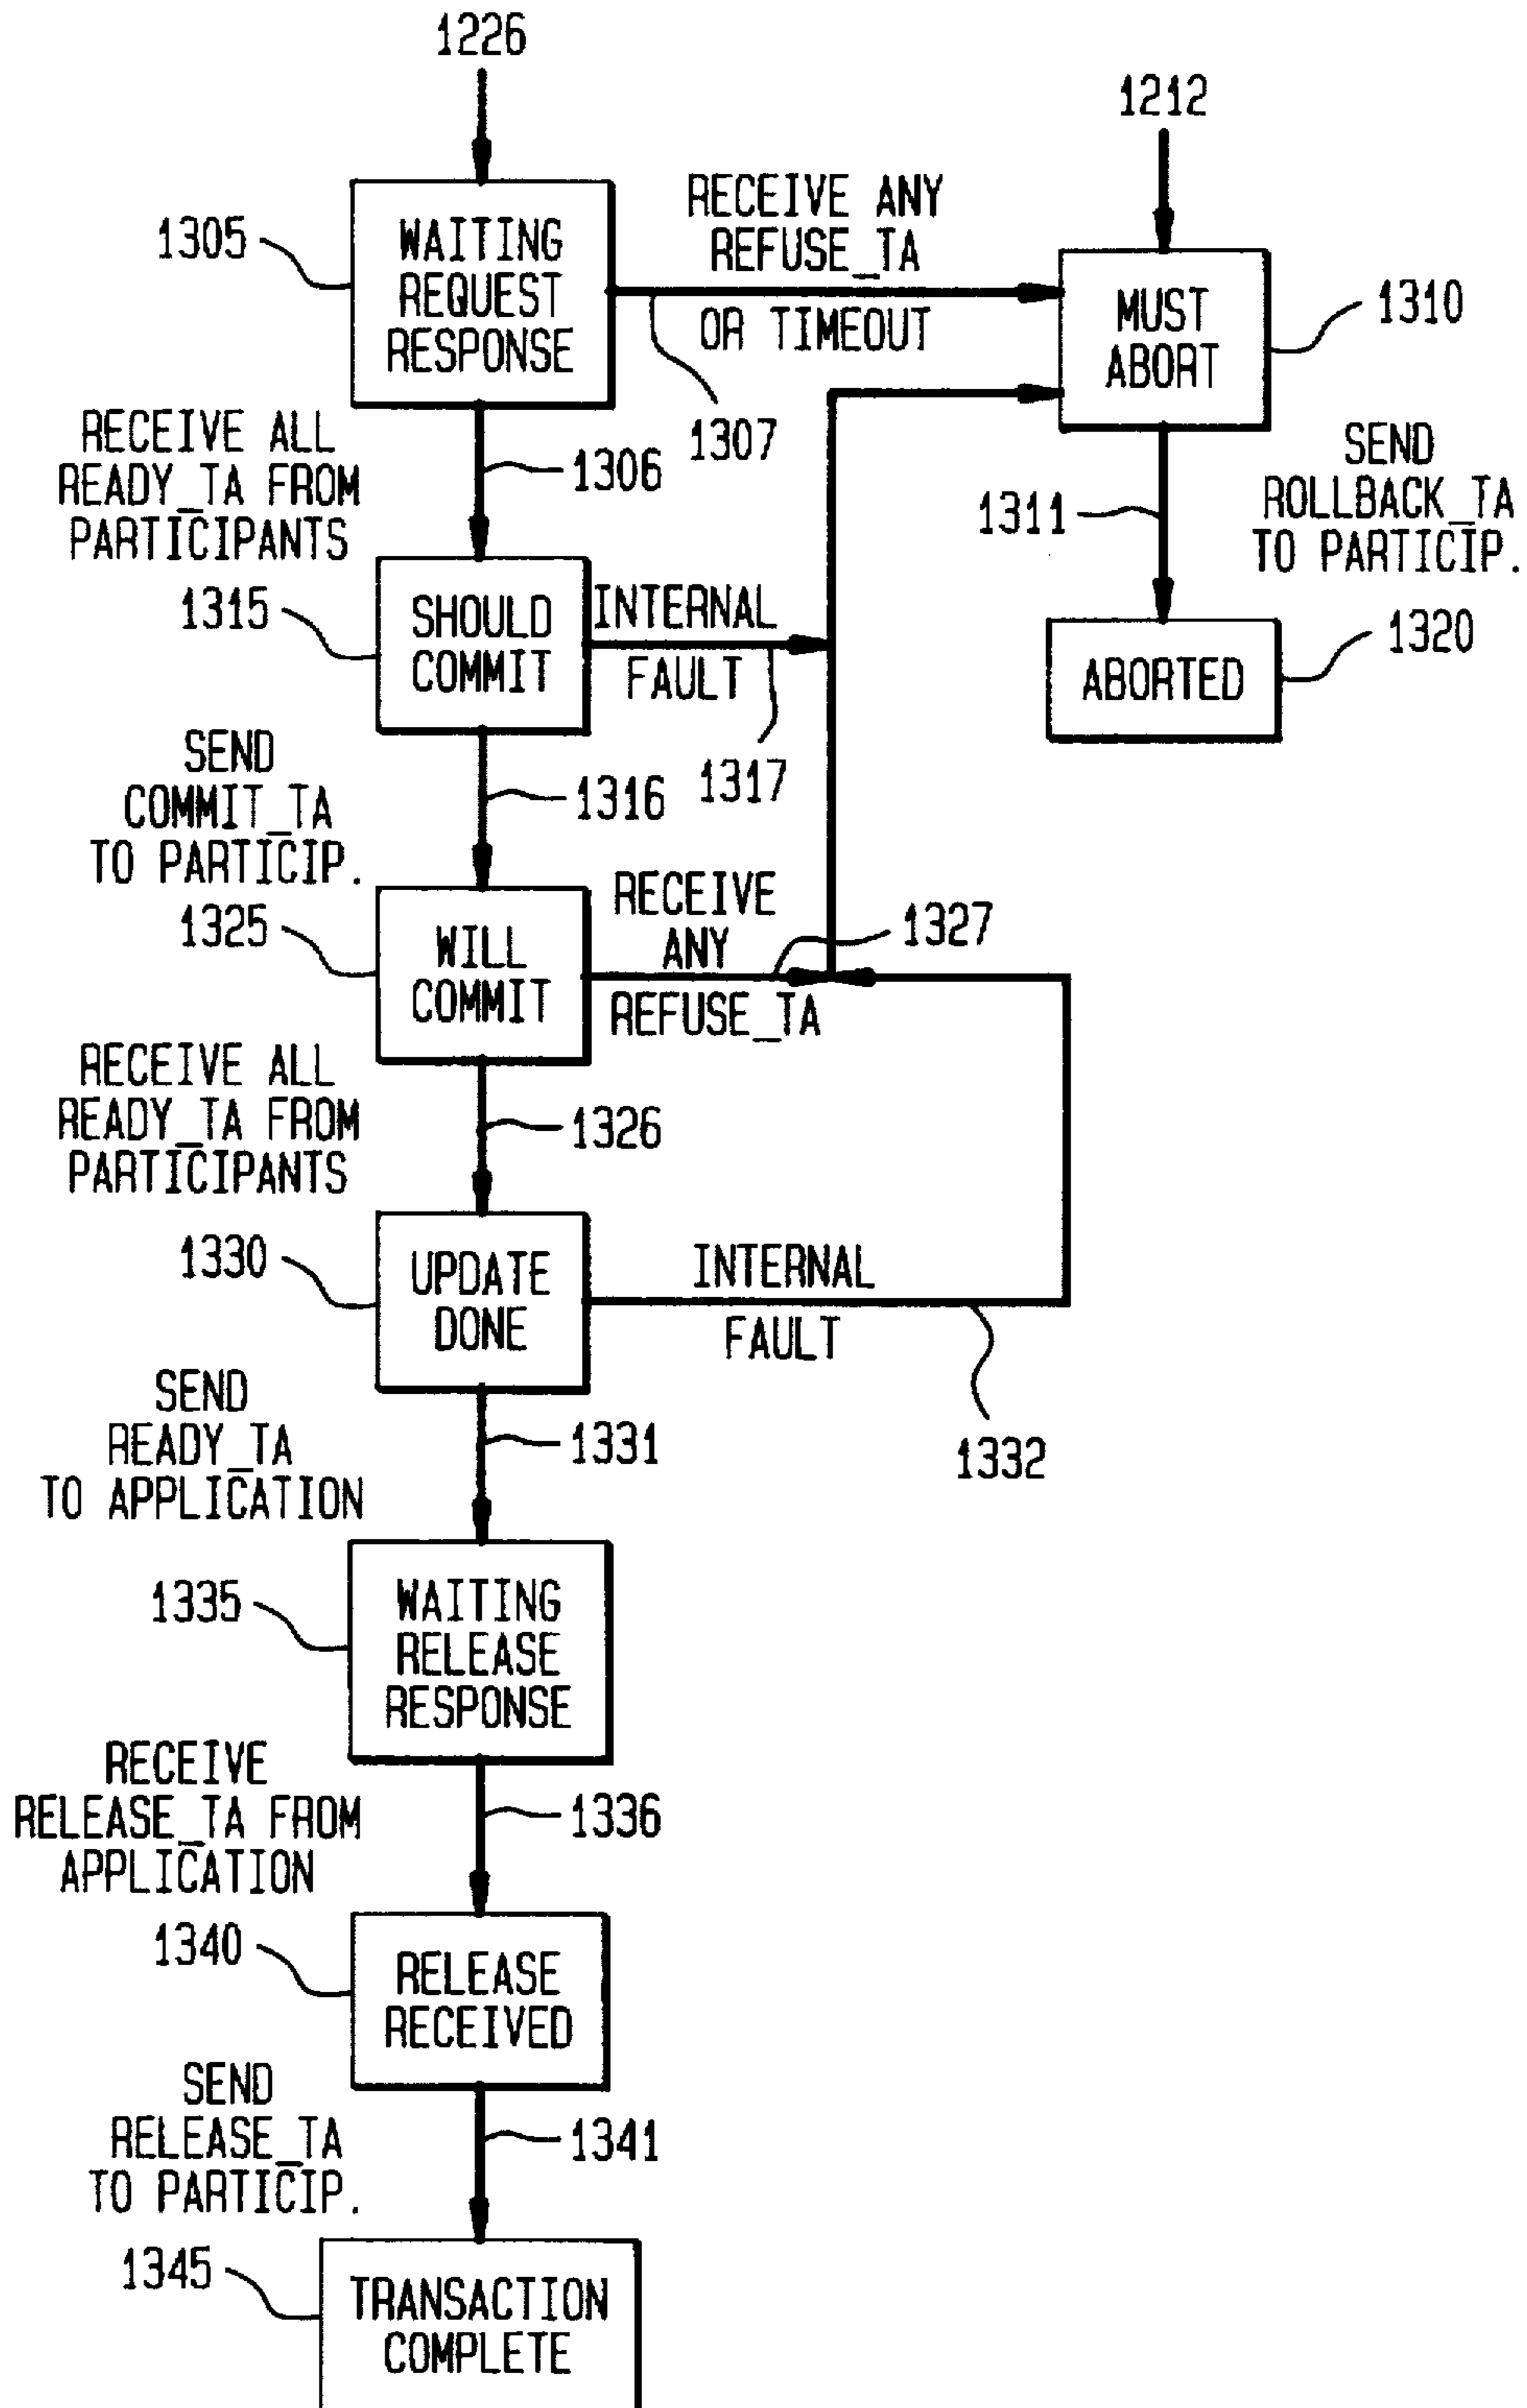 1226
1212
1305
WAITING
REQUEST
RESPONSE
RECEIVE ANY
REFUSE_TA
OR TIMEOUT
1307
MUST
ABORT
1310
RECEIVE ALL
READY_TA FROM
PARTICIPANTS
1306
1311
SEND
ROLLBACK_TA
TO PARTICIP.
1315
SHOULD
COMMIT
INTERNAL
FAULT
1317
ABORTED
1320
SEND
COMMIT_TA
TO PARTICIP.
1316
1325
WILL
COMMIT
RECEIVE
ANY
REFUSE_TA
1327
RECEIVE ALL
READY_TA FROM
PARTICIPANTS
1326
1330
UPDATE
DONE
INTERNAL
FAULT
1332
SEND
READY_TA
TO APPLICATION
1331
1335
WAITING
RELEASE
RESPONSE
RECEIVE
RELEASE_TA FROM
APPLICATION
1336
1340
RELEASE
RECEIVED
SEND
RELEASE_TA
TO PARTICIP.
1341
1345
TRANSACTION
COMPLETE